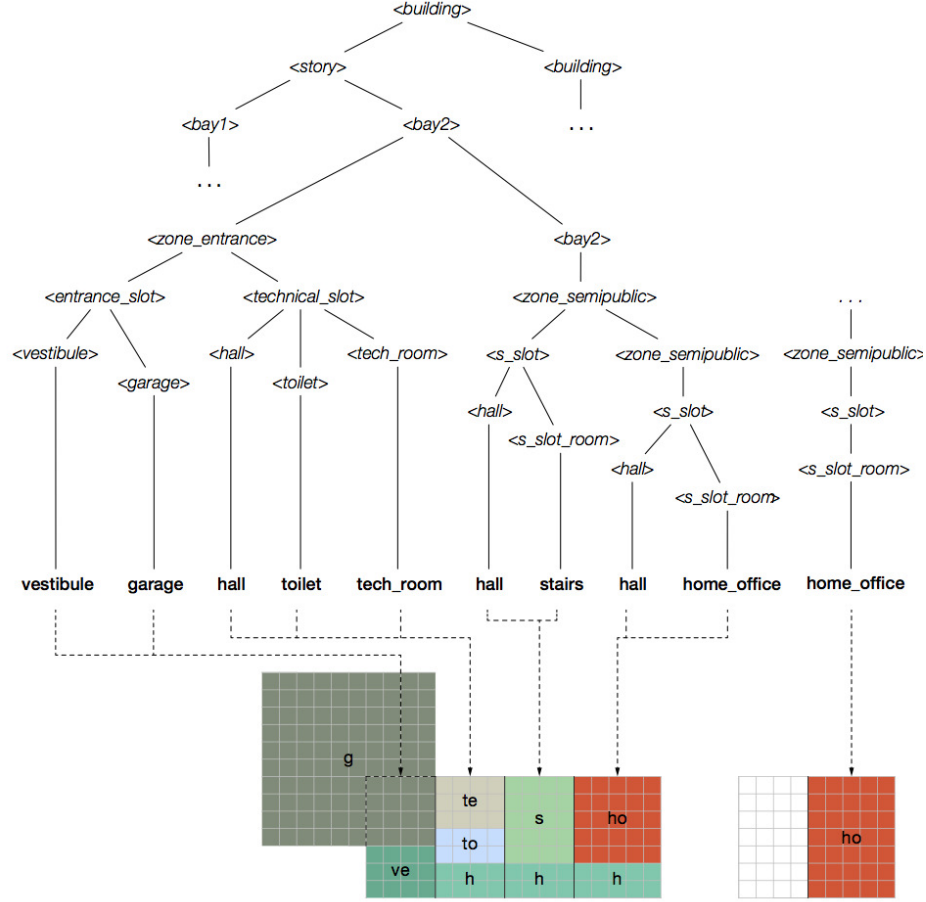 <building>
<story> <building>
<bay1> <bay2> ...
...
<zone_entrance> <bay2>
<entrance_slot> <technical_slot> <zone_semipublic> ...
<vestibule> <hall> <tech_room> <s_slot> <zone_semipublic> <zone_semipublic>
<garage> <toilet>
<hall> <s_slot> <s_slot>
<s_slot_room>
<hall> <s_slot_room>
<s_slot_room>
vestibule garage hall toilet tech_room hall stairs hall home_office home_office
g
te
s ho
ho
to
ve h h h